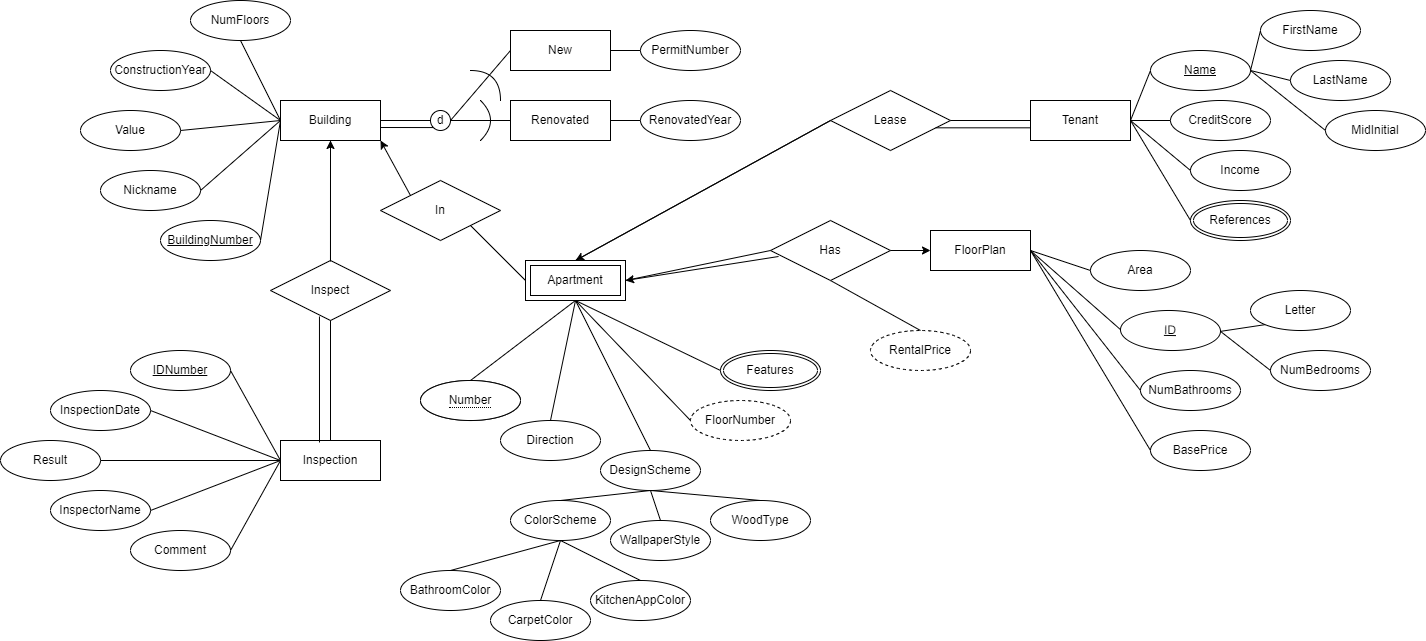 NumFloors
ConstructionYear
Value
Nickname
BuildingNumber
Building
d
New
PermitNumber
Renovated
RenovatedYear
Lease
Tenant
Name
FirstName
LastName
MidInitial
CreditScore
Income
References
In
Inspect
Apartment
Has
FloorPlan
RentalPrice
Area
ID
Letter
NumBedrooms
NumBathrooms
BasePrice
IDNumber
InspectionDate
Result
InspectorName
Comment
Inspection
Number
Direction
Features
FloorNumber
DesignScheme
ColorScheme
WallpaperStyle
WoodType
BathroomColor
CarpetColor
KitchenAppColor